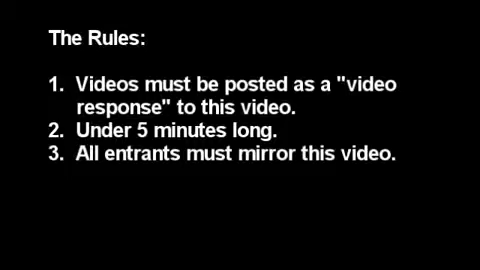 The Rules:
1. Videos must be posted as a "video
response" to this video.
2. Under 5 minutes long.
3. All entrants must mirror this video.